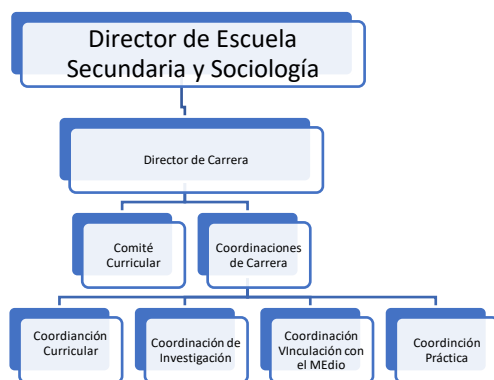 Director de Escuela
Secundaria y Sociología
Director de Carrera
Comité
Curricular
Coordinaciones
de Carrera
Coordianción
Curricular
Coordinación de
Investigación
Coordinación
VInculación con
el MEdio
Coordinción
Práctica